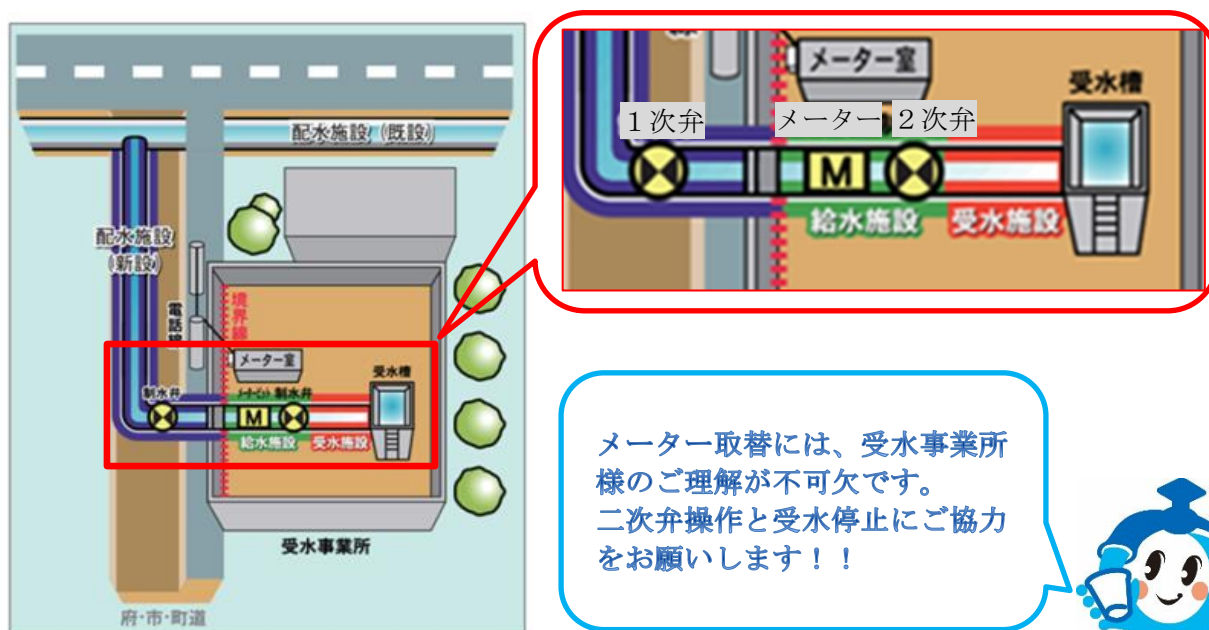 配水施設 (既設)
配水施設
(新設)
電話線
境界線
メーター室
受水槽
制水弁
制水弁
M
給水施設
受水施設
受水事業所
府・市・町道
メーター室
受水槽
1次弁
メーター
2次弁
M
給水施設
受水施設
メーター取替には、受水事業所
様のご理解が不可欠です。
二次弁操作と受水停止にご協力
をお願いします！！